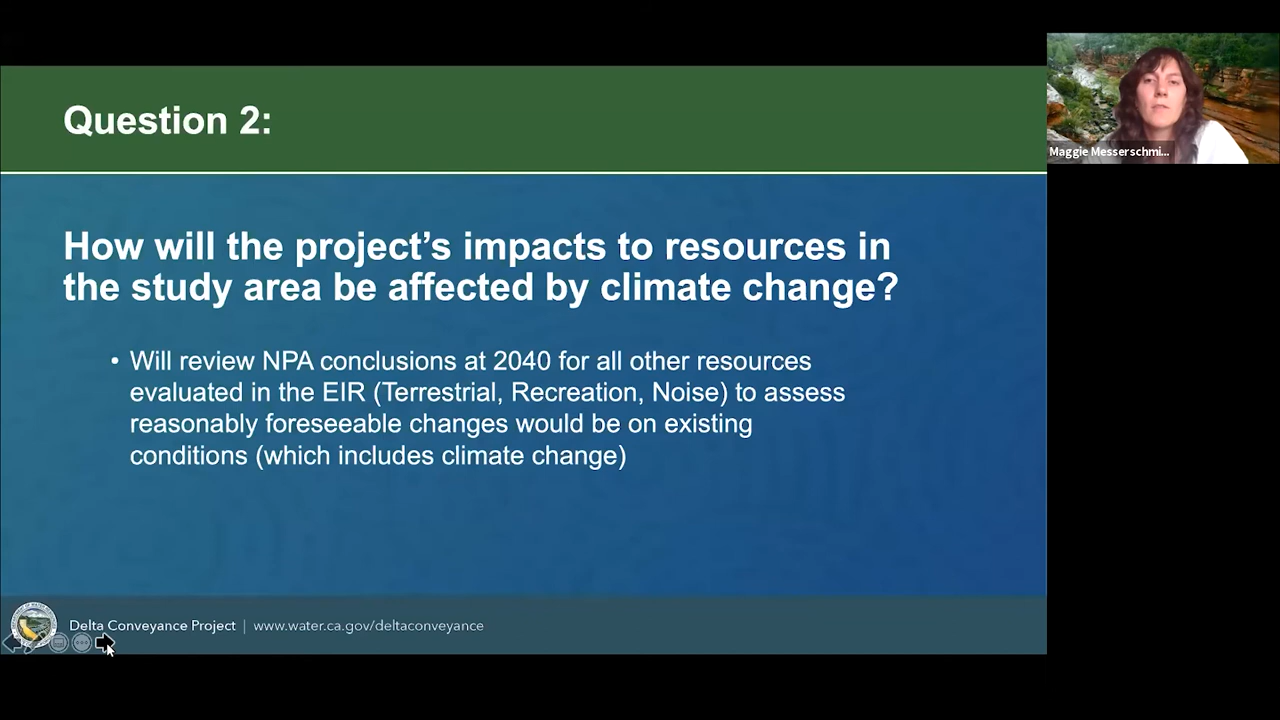 Question 2:
How will the project's impacts to resources in
the study area be affected by climate change?
• Will review NPA conclusions at 2040 for all other resources
evaluated in the EIR (Terrestrial, Recreation, Noise) to assess
reasonably foreseeable changes would be on existing
conditions (which includes climate change)
Delta Conveyance Project | www.water.ca.gov/deltaconveyance
Maggie Messerschmi...